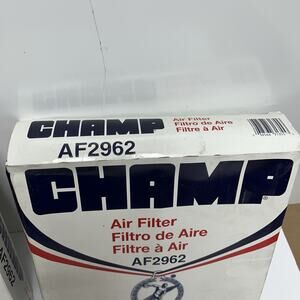 CHAMP
Air Filter
Filtro de Aire
Filtre à Air
AF2962
CHAMP®
Air Filter
Filtro de Aire
Filtre à Air
AF2962